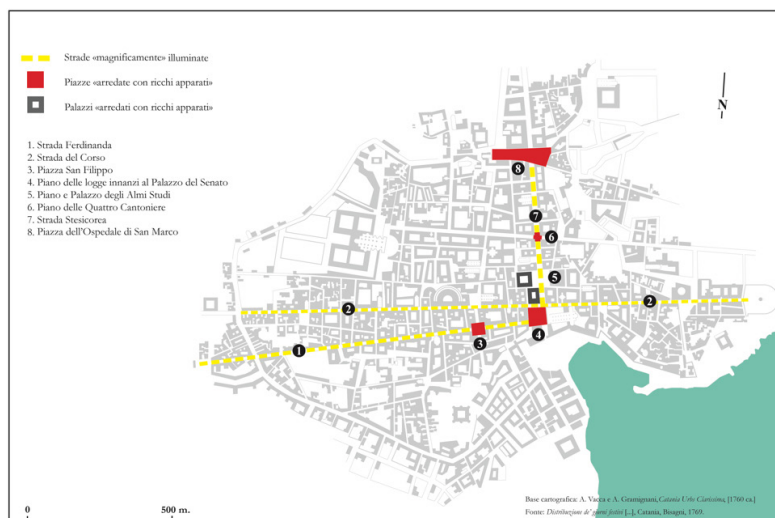 Strade «magnificamente» illuminate
Piazze «arredate con ricchi apparati»
Palazzi «arredati con ricchi apparati»
N
1. Strada Ferdinanda
2. Strada del Corso
3. Piazza San Filippo
4. Piano delle logge innanzi al Palazzo del Senato
5. Piano e Palazzo degli Almi Studi
6. Piano delle Quattro Cantoniere
7. Strada Stesicorea
8. Piazza dell'Ospedale di San Marco
8
7
6
5
2
2
3
4
1
Base cartografica: A. Vacca e A. Gramignani, Catania Urbs Clarissima, [1760 ca.]
0 500 m.
Fonte: Distribuzione de' giorni festivi [...], Catania, Bisagni, 1769.